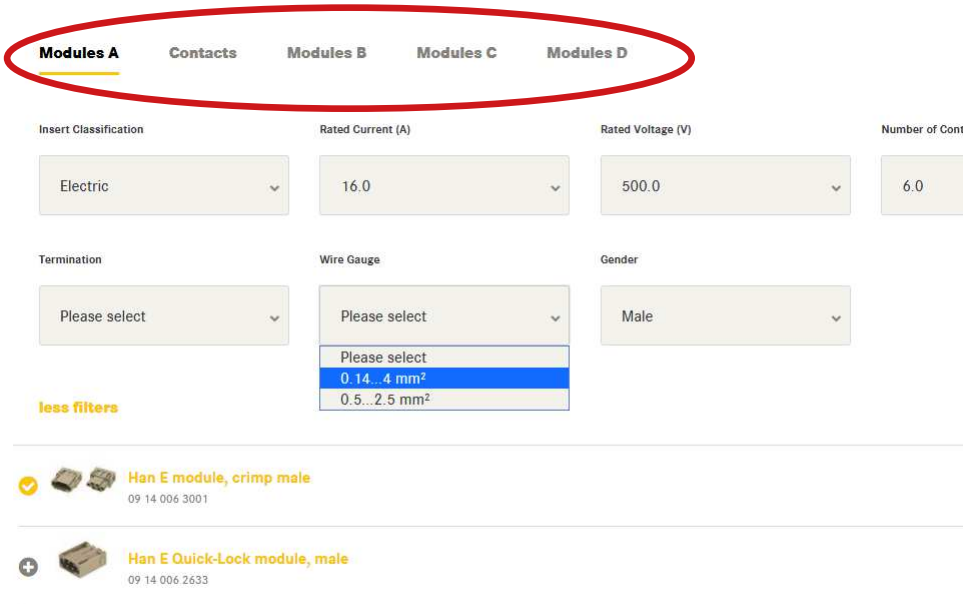 Modules A Contacts Modules B Modules C Modules D
Insert Classification Rated Current (A) Rated Voltage (V) Number of Cont
Electric 16.0 500.0 6.0
Termination Wire Gauge Gender
Please select Please select Male
Please select
0.14...4 mm²
0.5...2.5 mm²
less filters
Han E module, crimp male
09 14 006 3001
Han E Quick-Lock module, male
09 14 006 2633